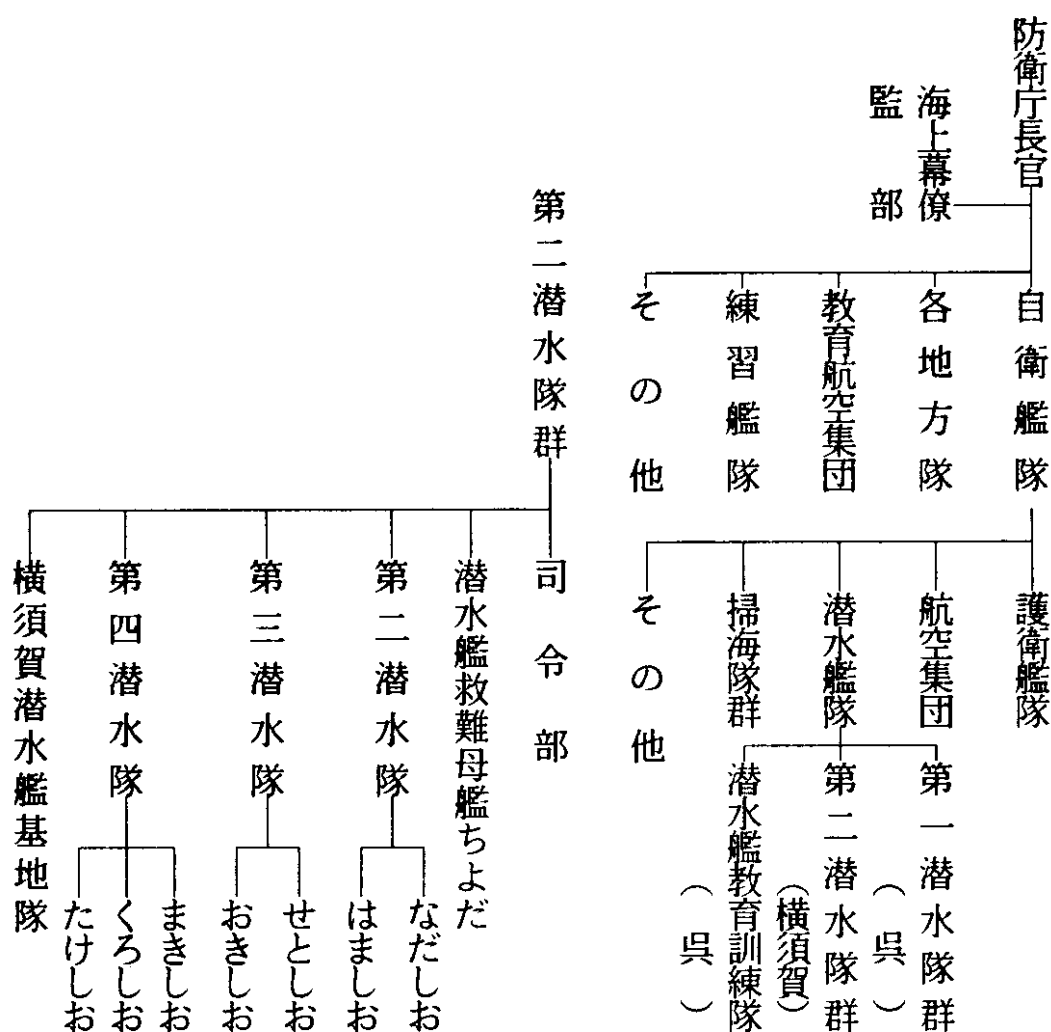 防衛庁長官
海上幕僚
監部
自衛艦隊
各地方隊
教育航空集団
練習艦隊
その他
護衛艦隊
航空集団
潜水艦隊
掃海隊群
その他
第一潜水隊群
（呉）
第二潜水隊群
（横須賀）
潜水艦教育訓練隊
（呉）
第二潜水隊群
司令部
潜水艦救難母艦ちよだ
第二潜水隊
なだしお
はましお
第三潜水隊
せとしお
おきしお
第四潜水隊
まきしお
くろしお
たけしお
横須賀潜水艦基地隊